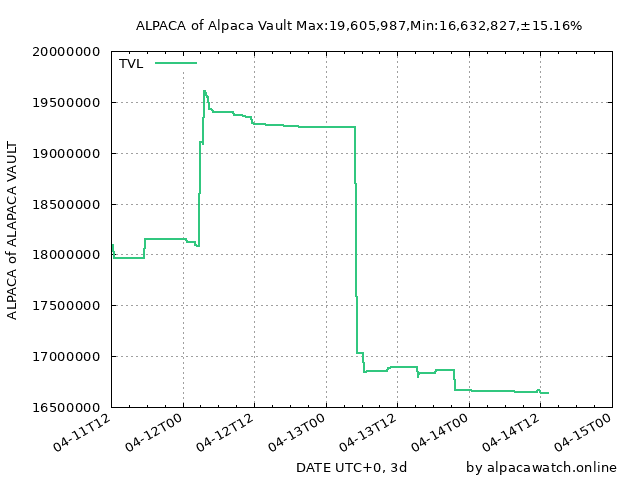 ALPACA of Alpaca Vault Max:19,605,987,Min:16,632,827,±15.16%
TVL
20000000
19500000
19000000
18500000
18000000
17500000
17000000
16500000
ALPACA of ALAPACA VAULT
04-11T12
04-12T00
04-12T12
04-13T00
04-13T12
04-14T00
04-14T12
04-15T00
DATE UTC+0, 3d
by alpacawatch.online